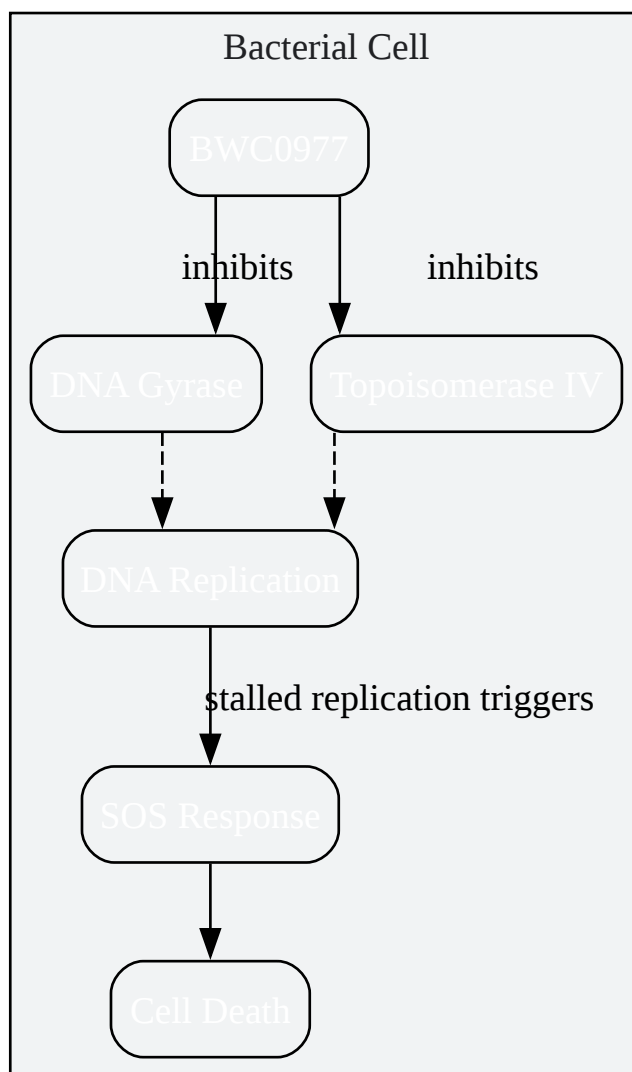 Bacterial Cell
BWC0977
inhibits
inhibits
DNA Gyrase
Topoisomerase IV
DNA Replication
stalled replication triggers
SOS Response
Cell Death